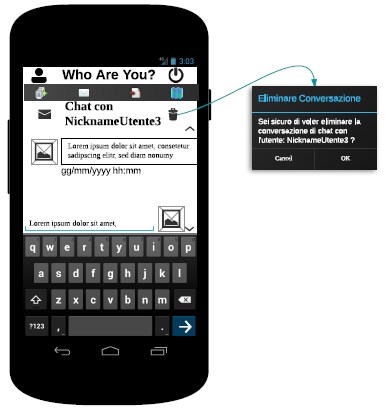 3:03
Who Are You?
Chat con
NicknameUtente3
Lorem ipsum dolor sit amet, consetetur
sadipscing elitr, sed diam nonumy
gg/mm/yyyy hh:mm
Lorem ipsum dolor sit amet,
q w e r t y u i o p
a s d f g h j k l
z x c v b n m
?123 , .
Eliminare Conversazione
Sei sicuro di voler eliminare la
conversazione di chat con
l'utente: NicknameUtente3 ?
Cancel OK